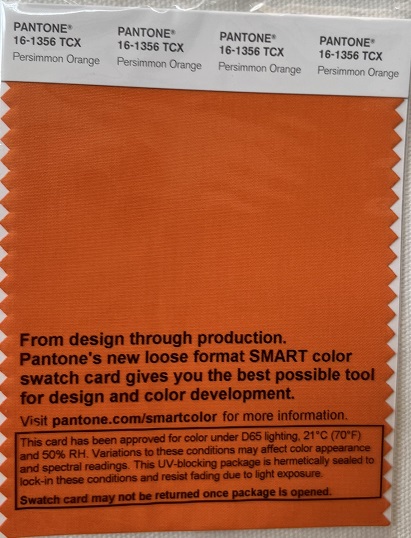 PANTONE® PANTONE® PANTONE® PANTONE®
16-1356 TCX 16-1356 TCX 16-1356 TCX 16-1356 TCX
Persimmon Orange Persimmon Orange Persimmon Orange Persimmon Orange
From design through production.
Pantone's new loose format SMART color
swatch card gives you the best possible tool
for design and color development.
Visit pantone.com/smartcolor for more information.
This card has been approved for color under D65 lighting, 21°C (70°F)
and 50% RH. Variations to these conditions may affect color appearance
and spectral readings. This UV-blocking package is hermetically sealed to
lock-in these conditions and resist fading due to light exposure.
Swatch card may not be returned once package is opened.